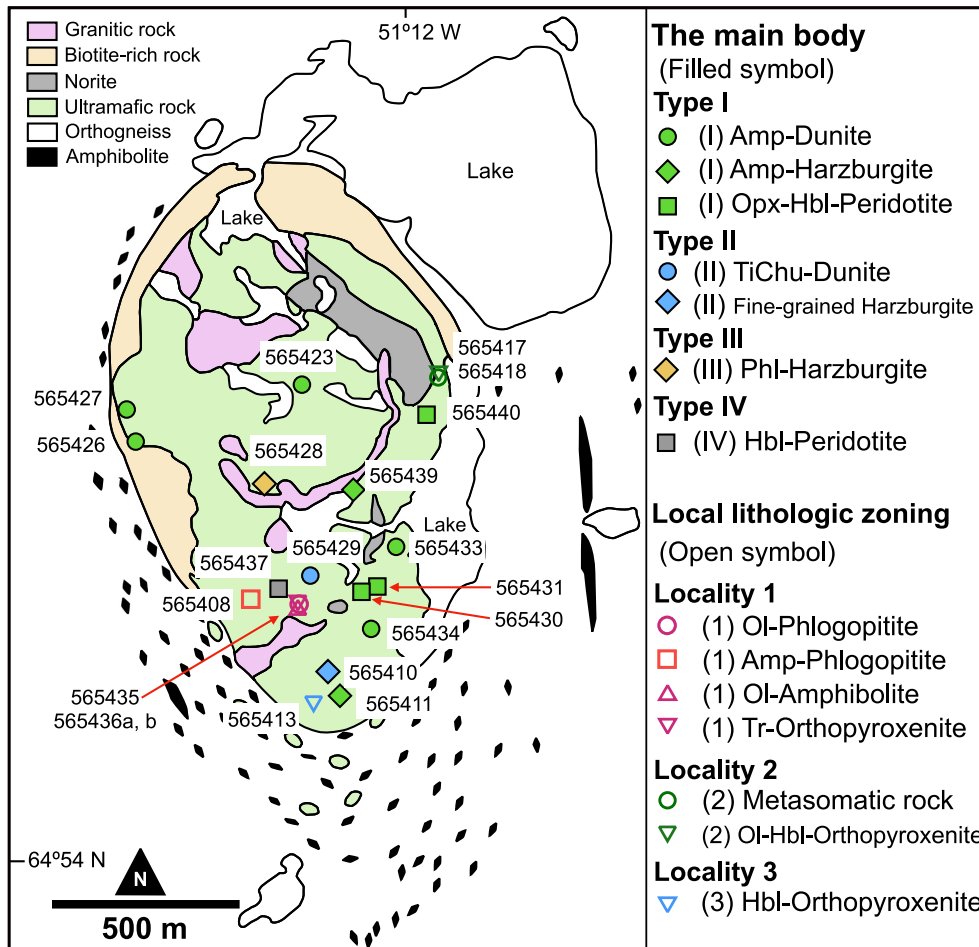 Granitic rock
Biotite-rich rock
Norite
Ultramafic rock
Orthogneiss
Amphibolite
51°12 W
Lake
Lake
565423
565417
565418
565427
565440
565426
565428
565439
Lake
565429
565433
565437
565431
565408
565430
565434
565410
565435
565436a, b
565411
565413
64°54 N
N
500 m
The main body
(Filled symbol)
Type I
(I) Amp-Dunite
(I) Amp-Harzburgite
(I) Opx-Hbl-Peridotite
Type II
(II) TiChu-Dunite
(II) Fine-grained Harzburgite
Type III
(III) Phl-Harzburgite
Type IV
(IV) Hbl-Peridotite
Local lithologic zoning
(Open symbol)
Locality 1
(1) Ol-Phlogopitite
(1) Amp-Phlogopitite
(1) Ol-Amphibolite
(1) Tr-Orthopyroxenite
Locality 2
(2) Metasomatic rock
(2) Ol-Hbl-Orthopyroxenite
Locality 3
(3) Hbl-Orthopyroxenite